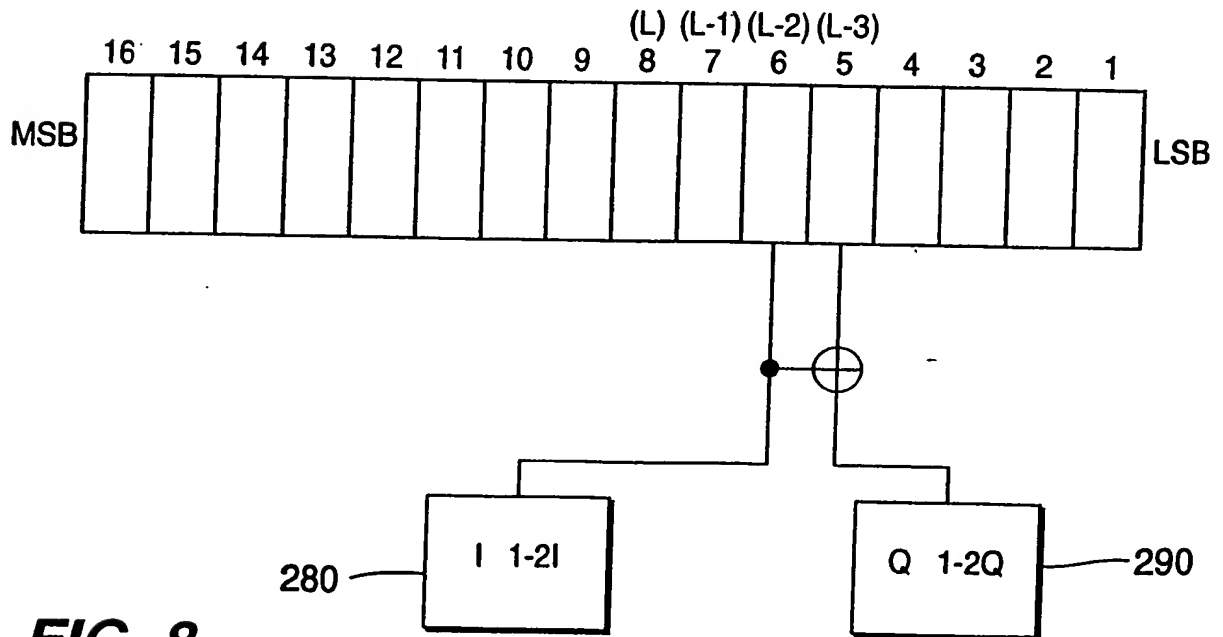 (L) (L-1) (L-2) (L-3)
16 15 14 13 12 11 10 9 8 7 6 5 4 3 2 1
MSB
LSB
I 1-2I
Q 1-2Q
280
290
FIG. 8